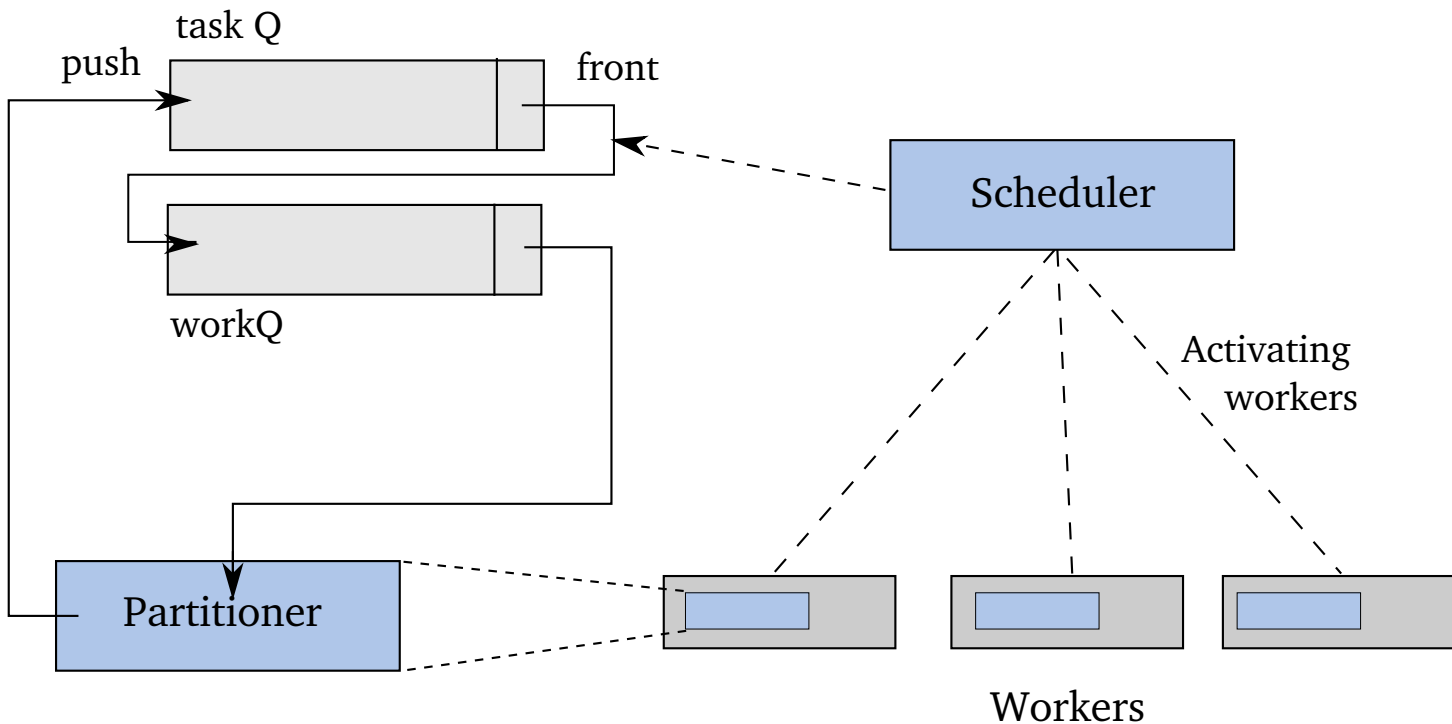 task Q
push
front
Scheduler
workQ
Activating
workers
Partitioner
Workers